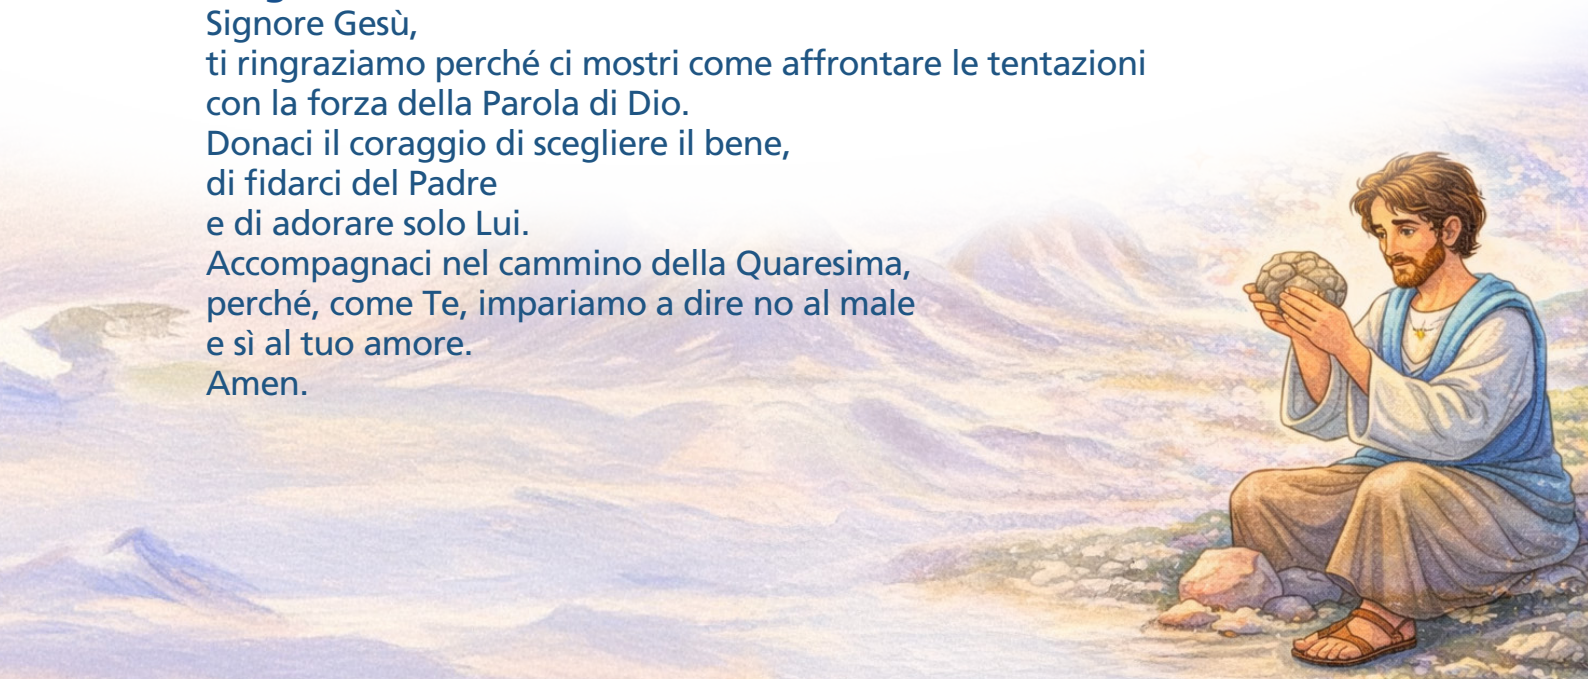 Signore Gesù,
ti ringraziamo perché ci mostri come affrontare le tentazioni
con la forza della Parola di Dio.
Donaci il coraggio di scegliere il bene,
di fidarci del Padre
e di adorare solo Lui.
Accompagnaci nel cammino della Quaresima,
perché, come Te, impariamo a dire no al male
e sì al tuo amore.
Amen.